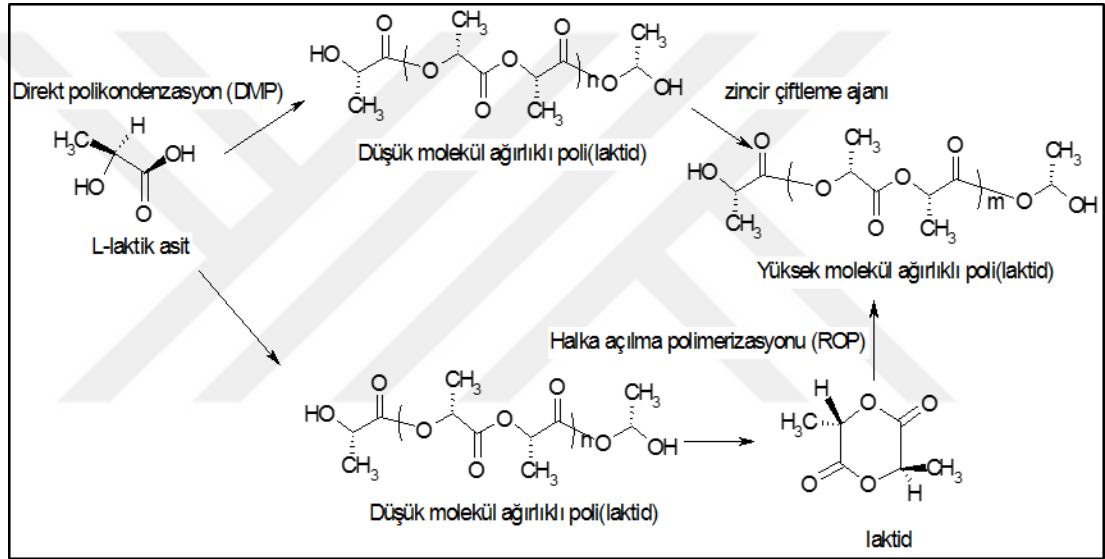 Direkt polikondenzasyon (DMP)
H₃C H OH HO O
L-laktik asit
HO O CH₃ O O O O CH₃ O n O CH₃ OH CH₃
Düşük molekül ağırlıklı poli(laktid)
zincir çiftleme ajanı
HO O CH₃ O O O O CH₃ O m O CH₃ OH CH₃
Yüksek molekül ağırlıklı poli(laktid)
Halka açılma polimerizasyonu (ROP)
HO O CH₃ O O O O CH₃ O n O CH₃ OH CH₃
Düşük molekül ağırlıklı poli(laktid)
H O O H₃C O O CH₃ H
laktid